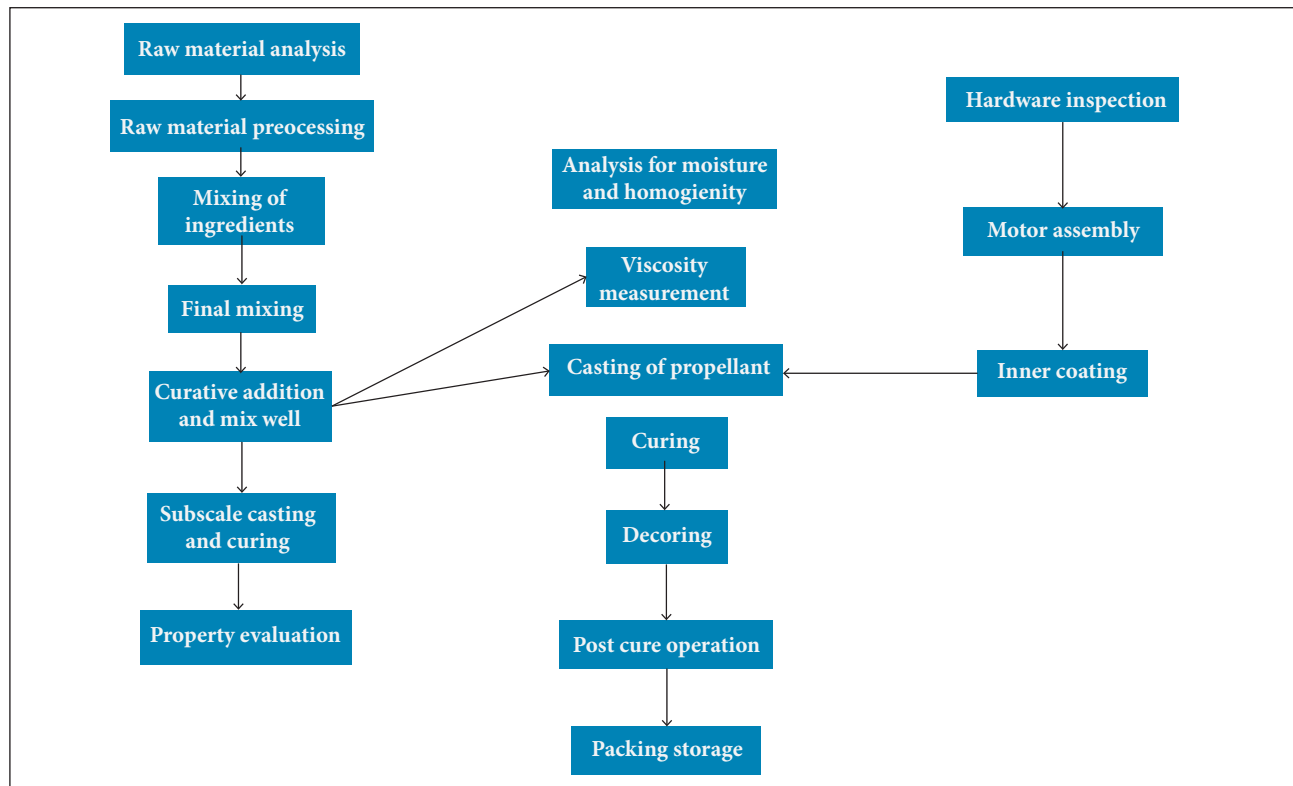 Raw material analysis
Raw material preocessing
Mixing of
ingredients
Final mixing
Curative addition
and mix well
Subscale casting
and curing
Property evaluation
Analysis for moisture
and homogienity
Viscosity
measurement
Casting of propellant
Curing
Decoring
Post cure operation
Packing storage
Hardware inspection
Motor assembly
Inner coating